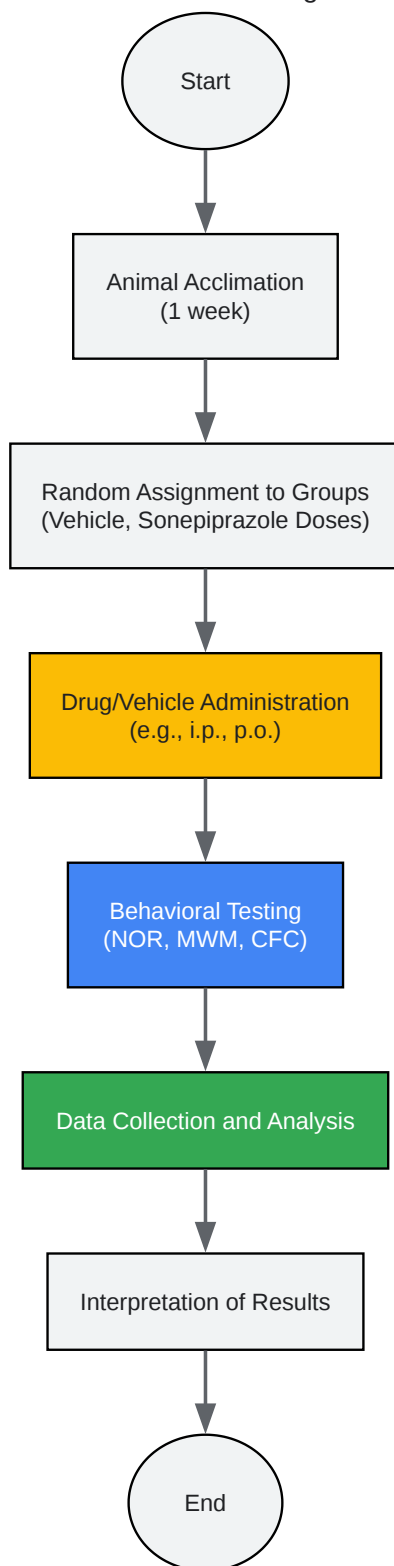 Start
Animal Acclimation
(1 week)
Random Assignment to Groups
(Vehicle, Sonepiprazole Doses)
Drug/Vehicle Administration
(e.g., i.p., p.o.)
Behavioral Testing
(NOR, MWM, CFC)
Data Collection and Analysis
Interpretation of Results
End